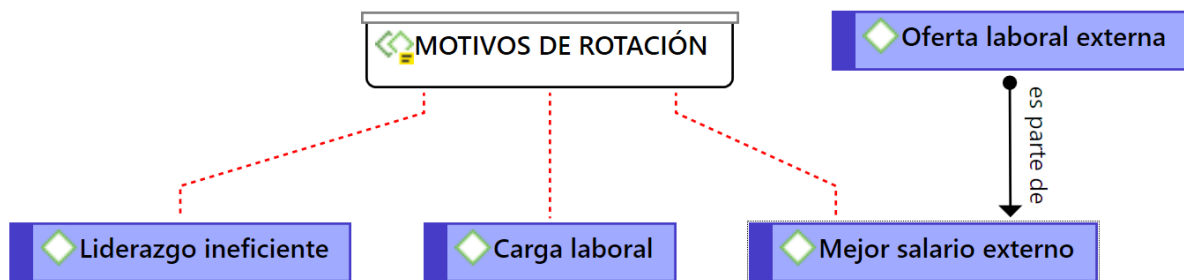 MOTIVOS DE ROTACIÓN
Oferta laboral externa
es parte de
Liderazgo ineficiente
Carga laboral
Mejor salario externo